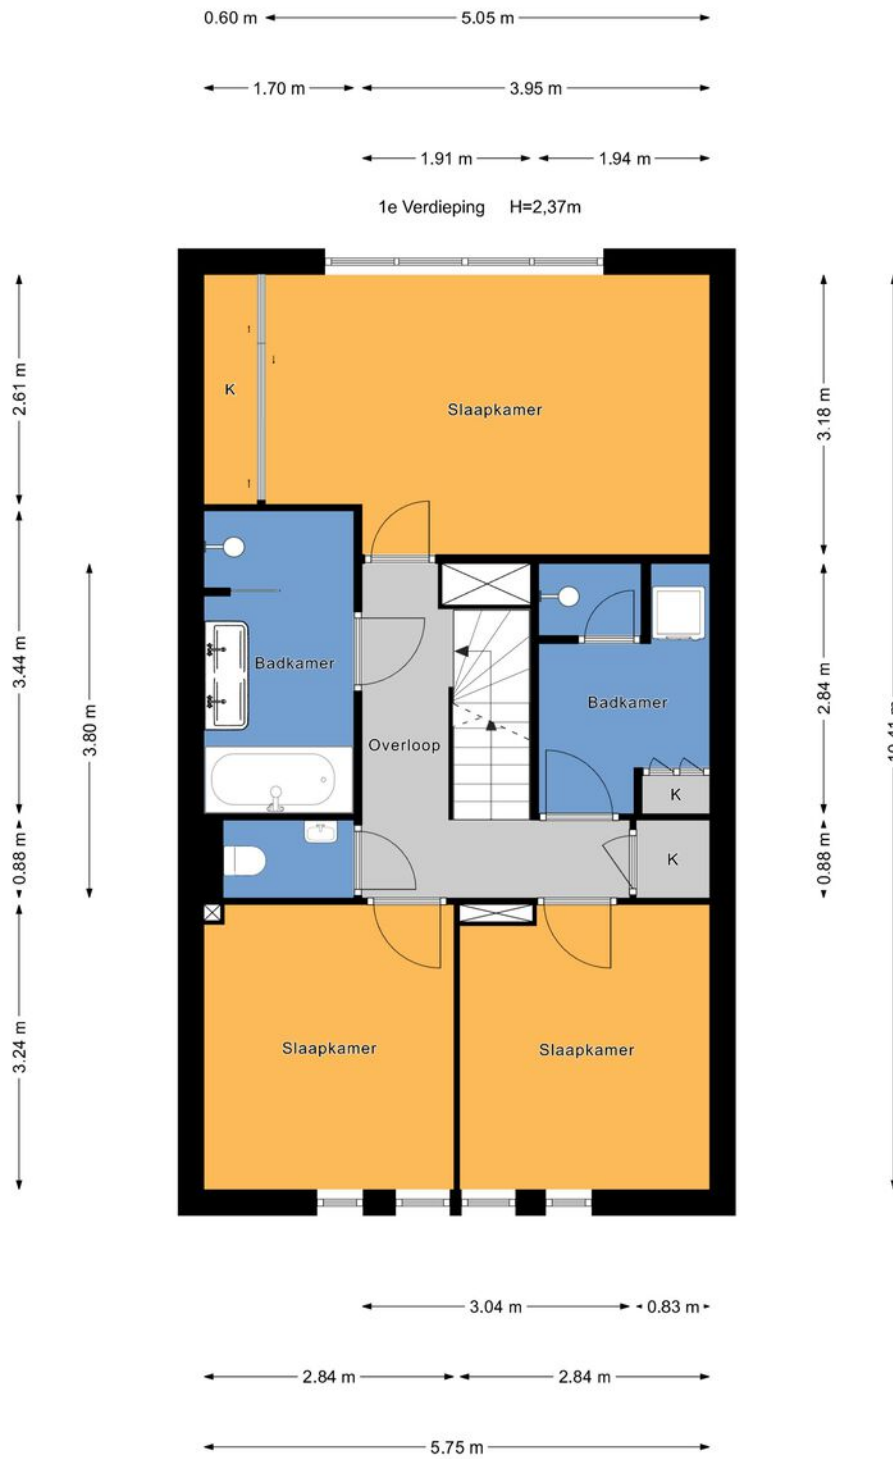 0.60 m 5.05 m
1.70 m 3.95 m
1.91 m 1.94 m
1e Verdieping H=2,37m
2.61 m
3.18 m
K
Slaapkamer
3.44 m
3.80 m
2.84 m
Badkamer
Badkamer
Overloop
K
0.88 m
K
0.88 m
3.24 m
Slaapkamer
Slaapkamer
3.04 m 0.83 m
2.84 m 2.84 m
5.75 m